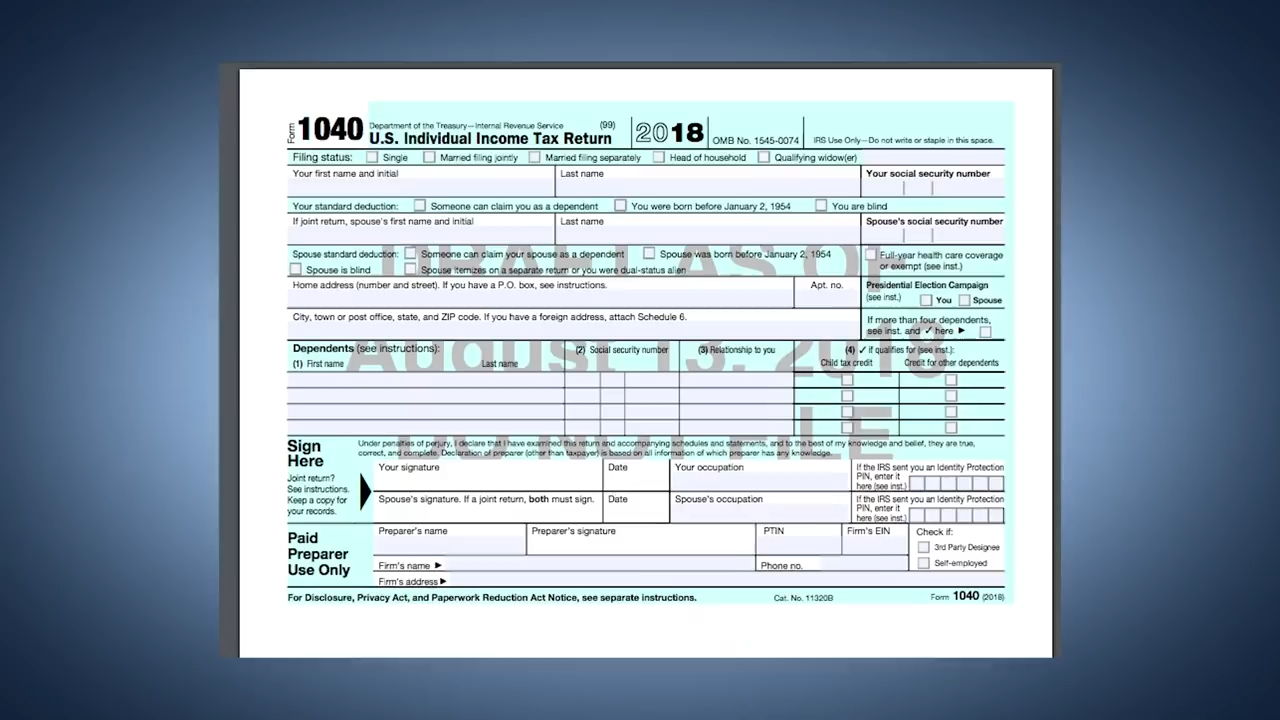 Form 1040 Department of the Treasury—Internal Revenue Service (99)
U.S. Individual Income Tax Return 2018 OMB No. 1545-0074 IRS Use Only—Do not write or staple in this space.
Filing status: Single Married filing jointly Married filing separately Head of household Qualifying widow(er)
Your first name and initial Last name Your social security number
Your standard deduction: Someone can claim you as a dependent You were born before January 2, 1954 You are blind
If joint return, spouse's first name and initial Last name Spouse's social security number
Spouse standard deduction: Someone can claim your spouse as a dependent Spouse was born before January 2, 1954 Full-year health care coverage
Spouse is blind Spouse itemizes on a separate return or you were dual-status alien or exempt (see inst.)
DRAFT AS OF
Home address (number and street). If you have a P.O. box, see instructions. Apt. no. Presidential Election Campaign
(see inst.) You Spouse
City, town or post office, state, and ZIP code. If you have a foreign address, attach Schedule 6. If more than four dependents,
see inst. and ✓ here ►
August 13, 2018
Dependents (see instructions): (2) Social security number (3) Relationship to you (4) ✓ if qualifies for (see inst.):
(1) First name Last name Child tax credit Credit for other dependents
DO NOT FILE
Sign
Here
Joint return?
See instructions.
Keep a copy for
your records.
Under penalties of perjury, I declare that I have examined this return and accompanying schedules and statements, and to the best of my knowledge and belief, they are true,
correct, and complete. Declaration of preparer (other than taxpayer) is based on all information of which preparer has any knowledge.
Your signature Date Your occupation If the IRS sent you an Identity Protection
PIN, enter it
here (see inst.)
Spouse's signature. If a joint return, both must sign. Date Spouse's occupation If the IRS sent you an Identity Protection
PIN, enter it
here (see inst.)
Paid
Preparer
Use Only
Preparer's name Preparer's signature PTIN Firm's EIN Check if:
3rd Party Designee
Self-employed
Firm's name ► Phone no.
Firm's address ►
For Disclosure, Privacy Act, and Paperwork Reduction Act Notice, see separate instructions. Cat. No. 11320B Form 1040 (2018)